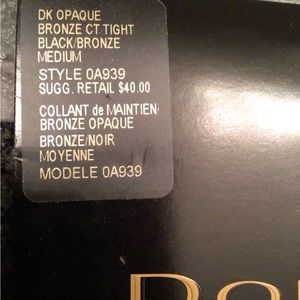 DK OPAQUE
BRONZE CT TIGHT
BLACK/BRONZE
MEDIUM
STYLE 0A939
SUGG. RETAIL $40.00
COLLANT de MAINTIEN
BRONZE OPAQUE
BRONZE/NOIR
MOYENNE
MODELE 0A939